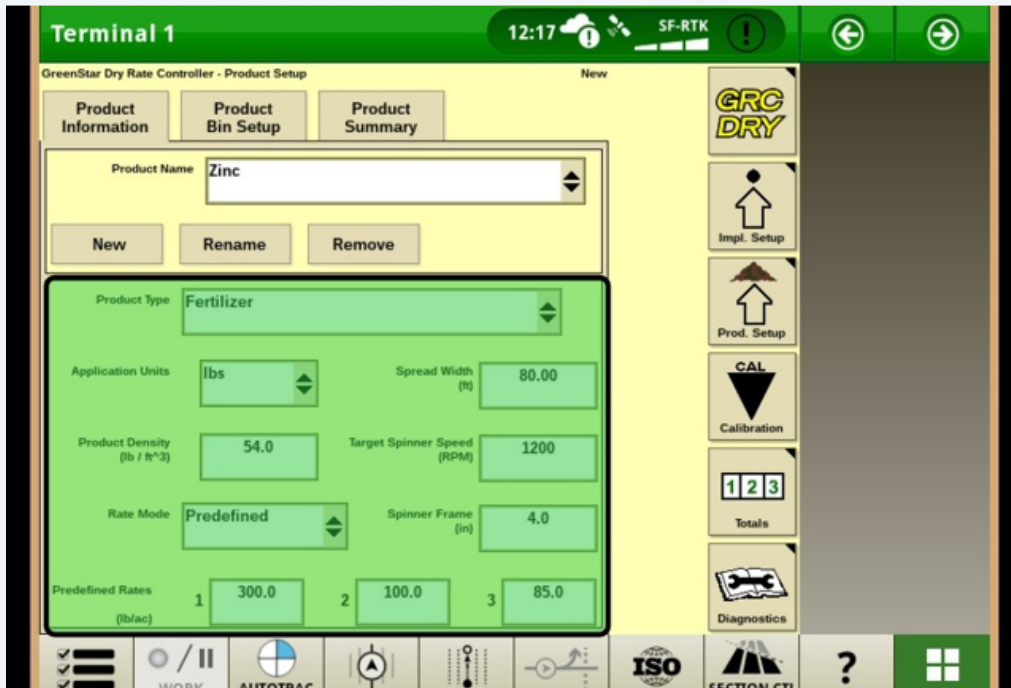 Terminal 1
12:17
SF-RTK
GreenStar Dry Rate Controller - Product Setup
New
Product Information
Product Bin Setup
Product Summary
GRC DRY
Product Name
Zinc
New
Rename
Remove
Impl. Setup
Product Type
Fertilizer
Prod. Setup
Application Units
lbs
Spread Width (ft)
80.00
CAL
Calibration
Product Density (lb / ft^3)
54.0
Target Spinner Speed (RPM)
1200
1 2 3
Totals
Rate Mode
Predefined
Spinner Frame (in)
4.0
Predefined Rates (lb/ac)
1
300.0
2
100.0
3
85.0
Diagnostics
WORK
AUTOTRAC
ISO
SECTION CTL
?